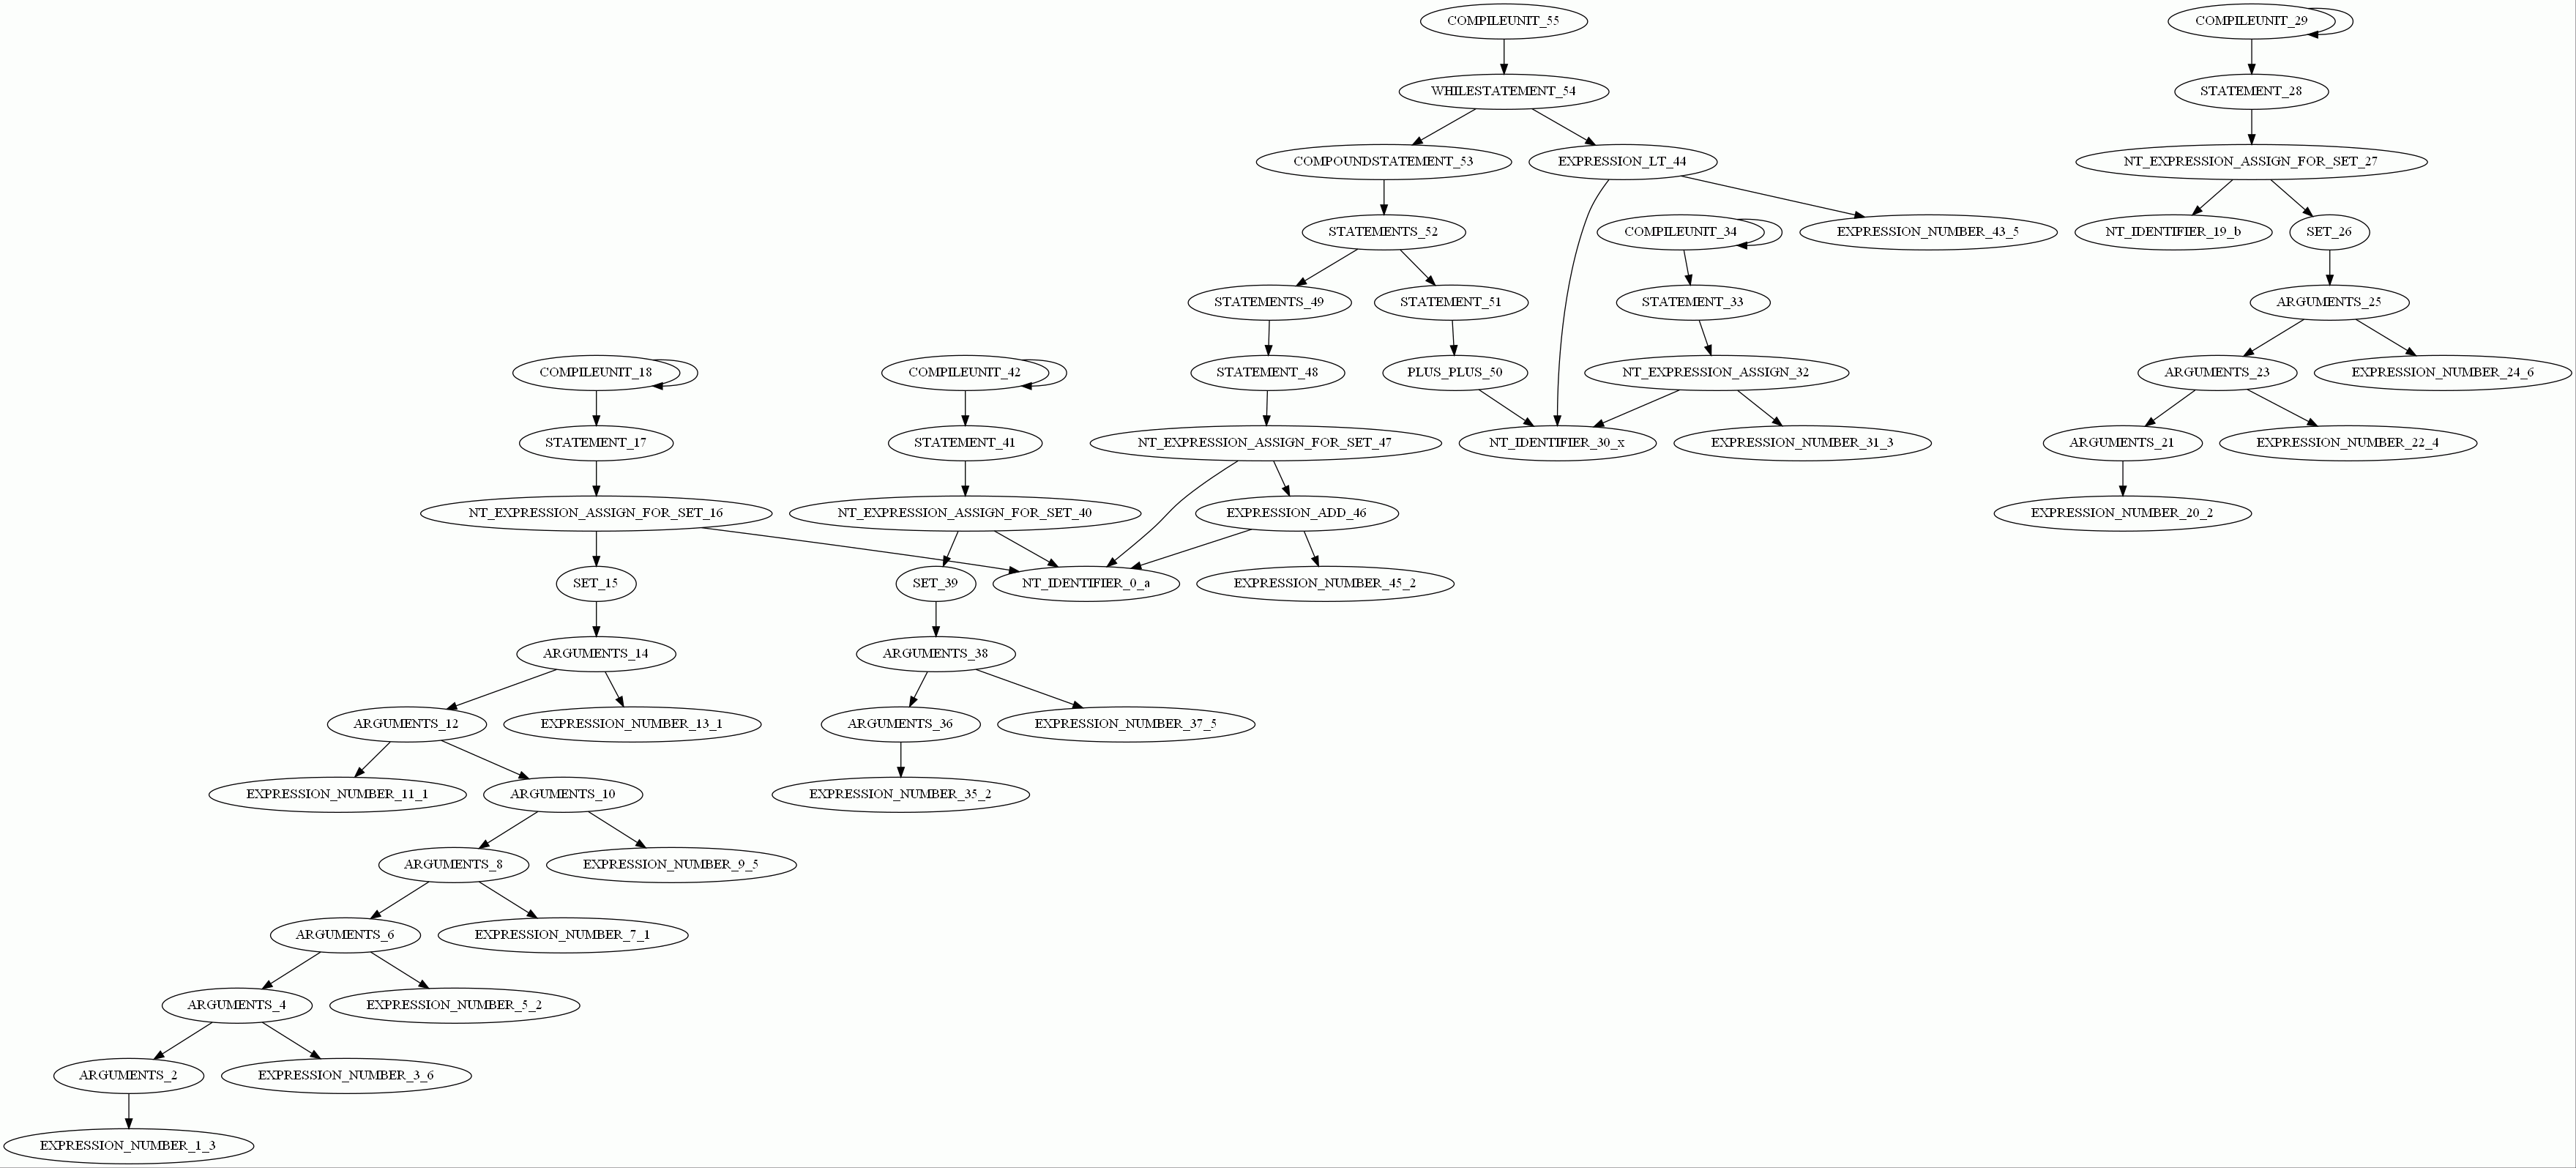 COMPILEUNIT_55
COMPILEUNIT_29
WHILESTATEMENT_54
STATEMENT_28
COMPOUNDSTATEMENT_53
EXPRESSION_LT_44
NT_EXPRESSION_ASSIGN_FOR_SET_27
STATEMENTS_52
COMPILEUNIT_34
EXPRESSION_NUMBER_43_5
NT_IDENTIFIER_19_b
SET_26
STATEMENTS_49
STATEMENT_51
STATEMENT_33
ARGUMENTS_25
COMPILEUNIT_18
COMPILEUNIT_42
STATEMENT_48
PLUS_PLUS_50
NT_EXPRESSION_ASSIGN_32
ARGUMENTS_23
EXPRESSION_NUMBER_24_6
STATEMENT_17
STATEMENT_41
NT_EXPRESSION_ASSIGN_FOR_SET_47
NT_IDENTIFIER_30_x
EXPRESSION_NUMBER_31_3
ARGUMENTS_21
EXPRESSION_NUMBER_22_4
NT_EXPRESSION_ASSIGN_FOR_SET_16
NT_EXPRESSION_ASSIGN_FOR_SET_40
EXPRESSION_ADD_46
EXPRESSION_NUMBER_20_2
SET_15
SET_39
NT_IDENTIFIER_0_a
EXPRESSION_NUMBER_45_2
ARGUMENTS_14
ARGUMENTS_38
ARGUMENTS_12
EXPRESSION_NUMBER_13_1
ARGUMENTS_36
EXPRESSION_NUMBER_37_5
EXPRESSION_NUMBER_11_1
ARGUMENTS_10
EXPRESSION_NUMBER_35_2
ARGUMENTS_8
EXPRESSION_NUMBER_9_5
ARGUMENTS_6
EXPRESSION_NUMBER_7_1
ARGUMENTS_4
EXPRESSION_NUMBER_5_2
ARGUMENTS_2
EXPRESSION_NUMBER_3_6
EXPRESSION_NUMBER_1_3